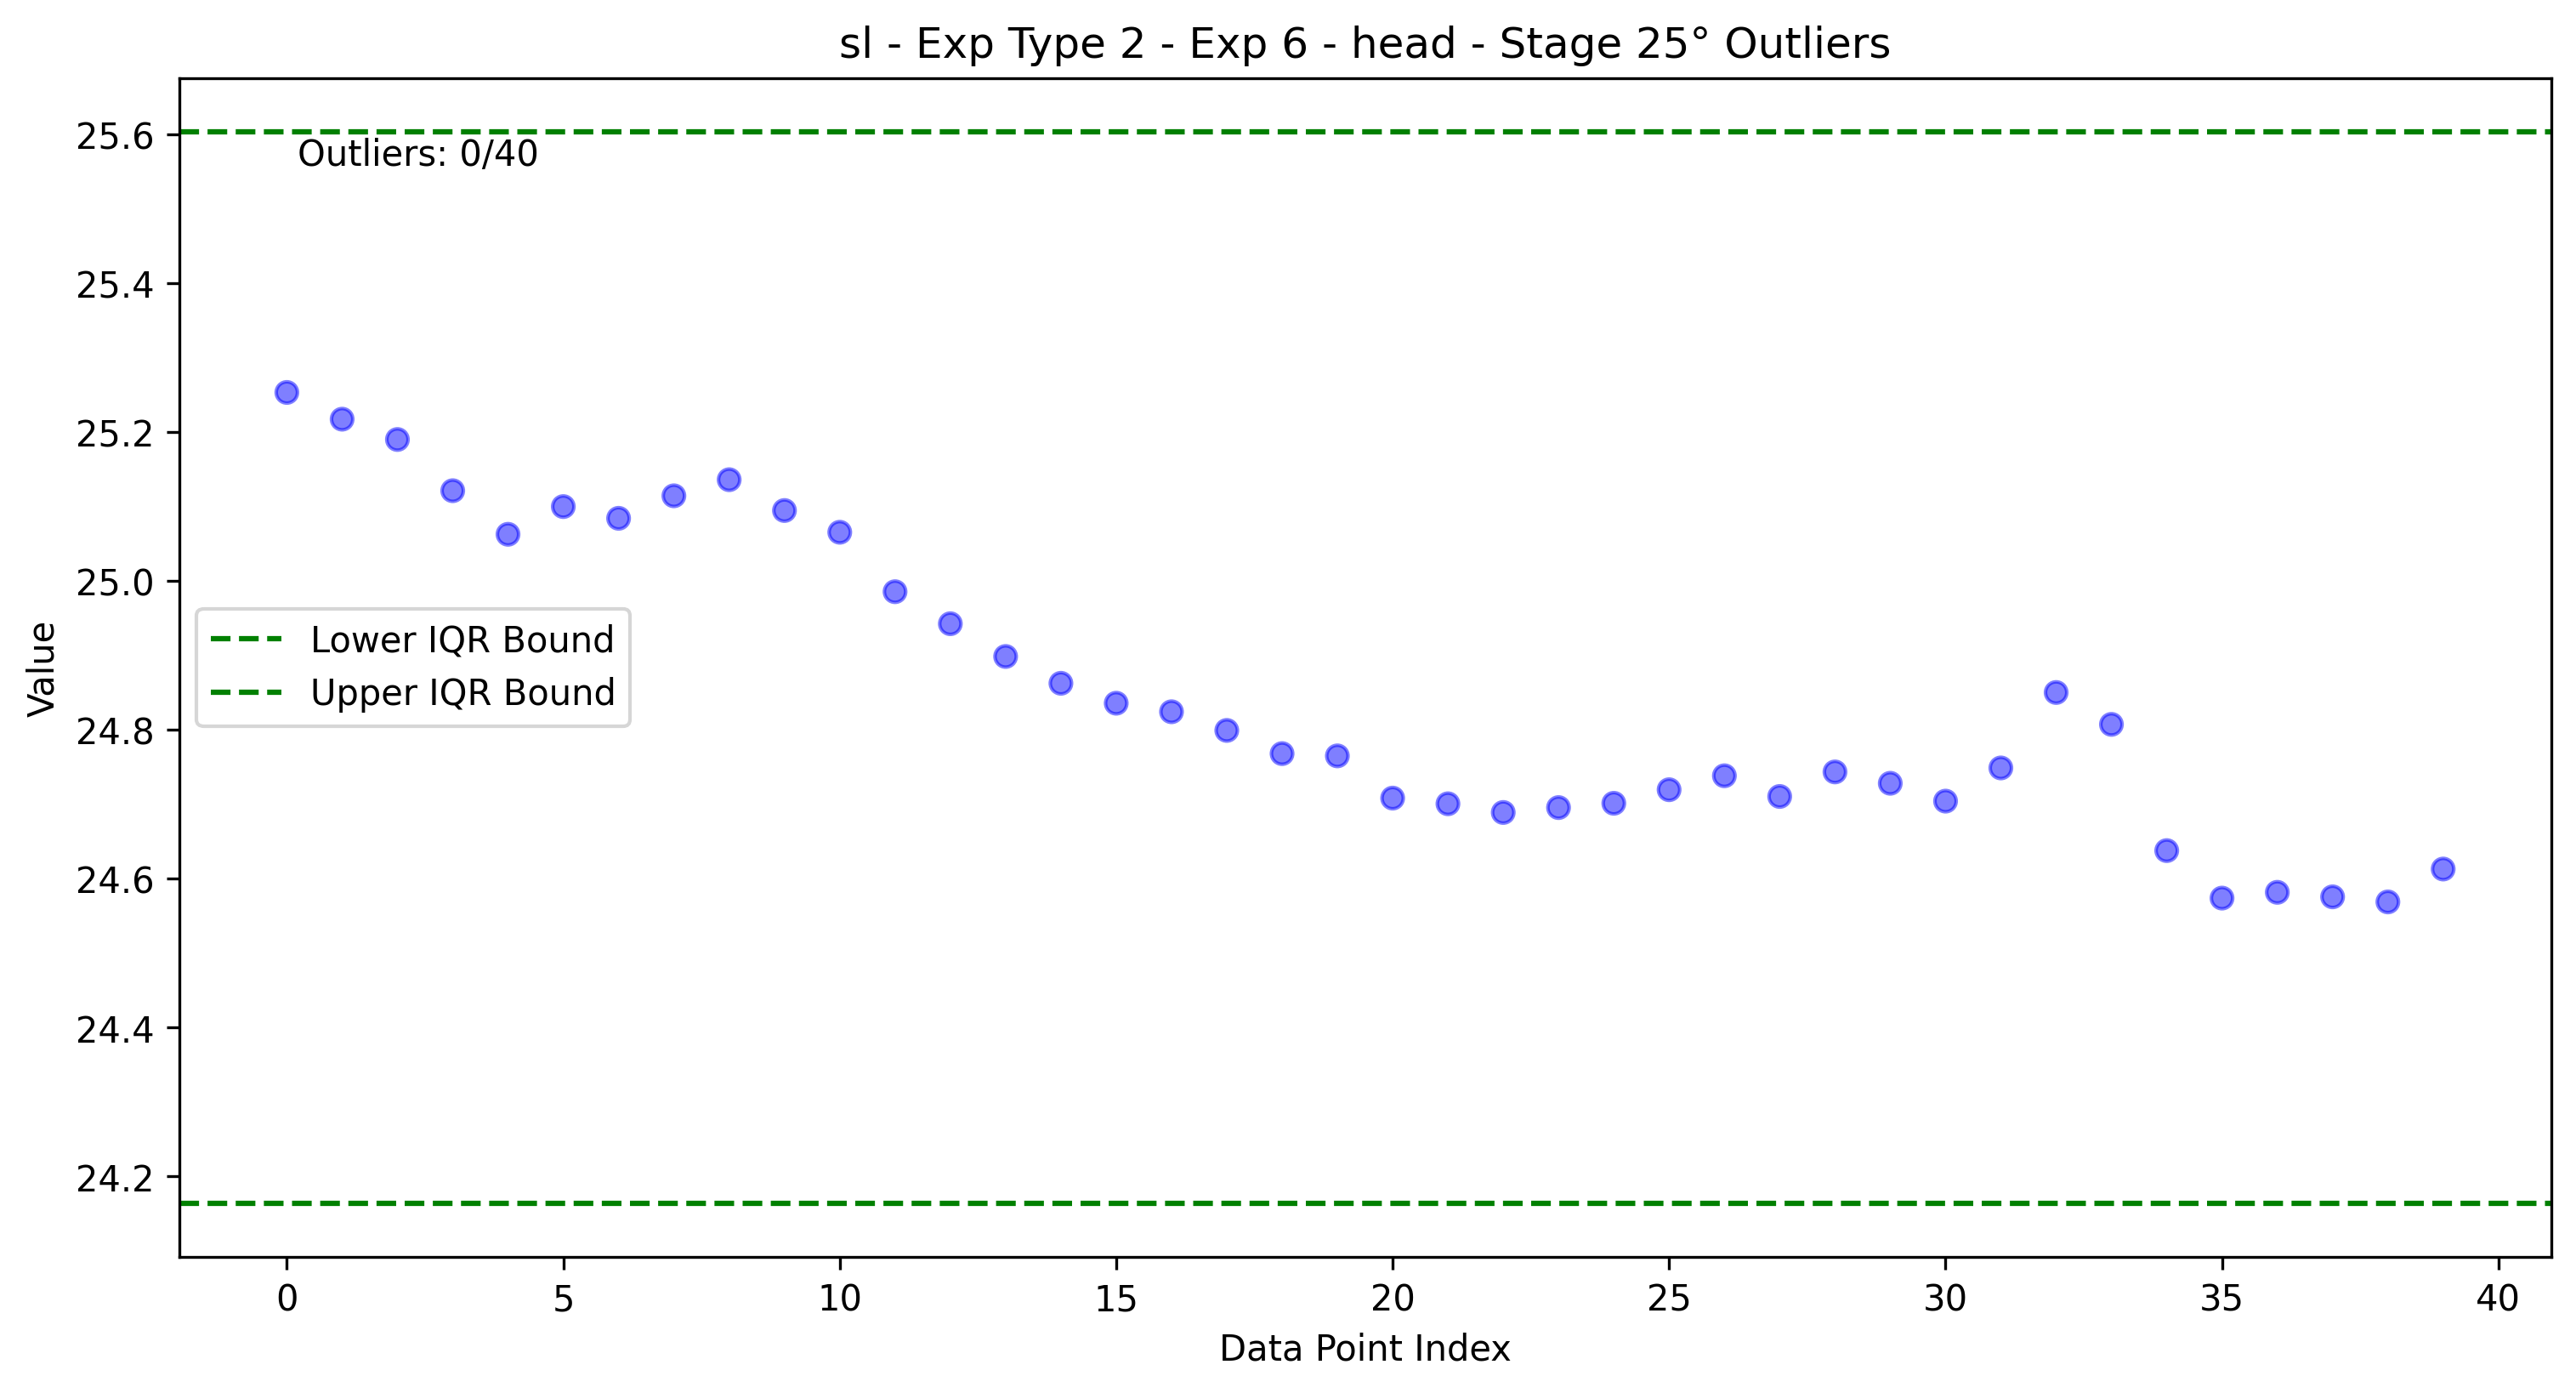 sl - Exp Type 2 - Exp 6 - head - Stage 25° Outliers
25.6
Outliers: 0/40
25.4
25.2
25.0
Lower IQR Bound
Upper IQR Bound
Value
24.8
24.6
24.4
24.2
0 5 10 15 20 25 30 35 40
Data Point Index